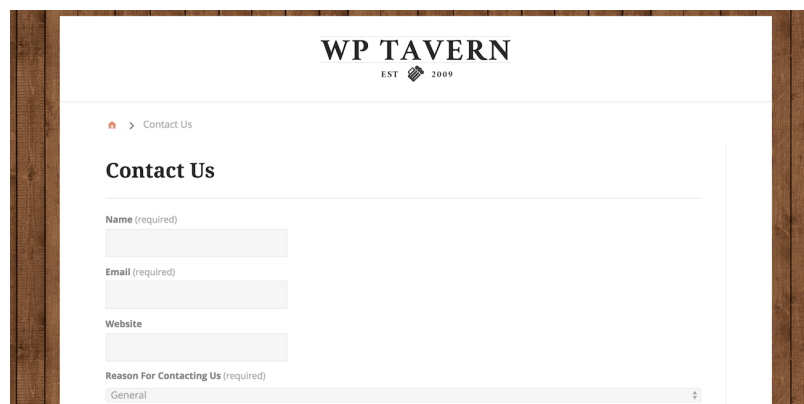 WP TAVERN
EST 2009
Contact Us
Contact Us
Name (required)
Email (required)
Website
Reason For Contacting Us (required)
General